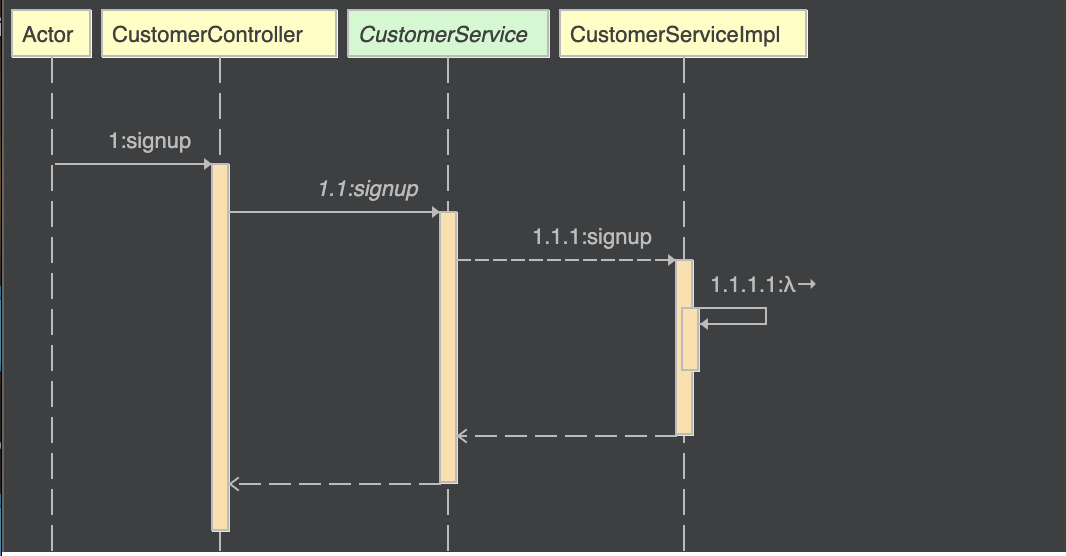 Actor
CustomerController
CustomerService
CustomerServiceImpl
1:signup
1.1:signup
1.1.1:signup
1.1.1.1:λ→